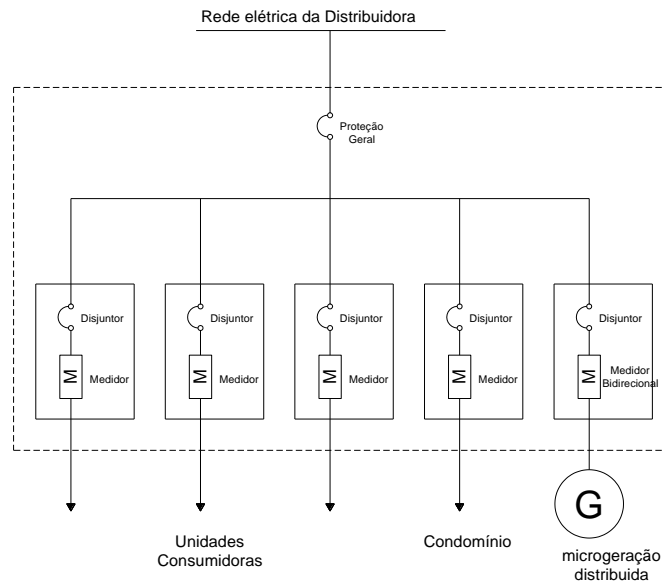 Rede elétrica da Distribuidora
Proteção
Geral
Disjuntor
Disjuntor
Disjuntor
Disjuntor
Disjuntor
M
Medidor
M
Medidor
M
Medidor
M
Medidor
M
Medidor
Bidirecional
G
Unidades
Consumidoras
Condomínio
microgeração
distribuida